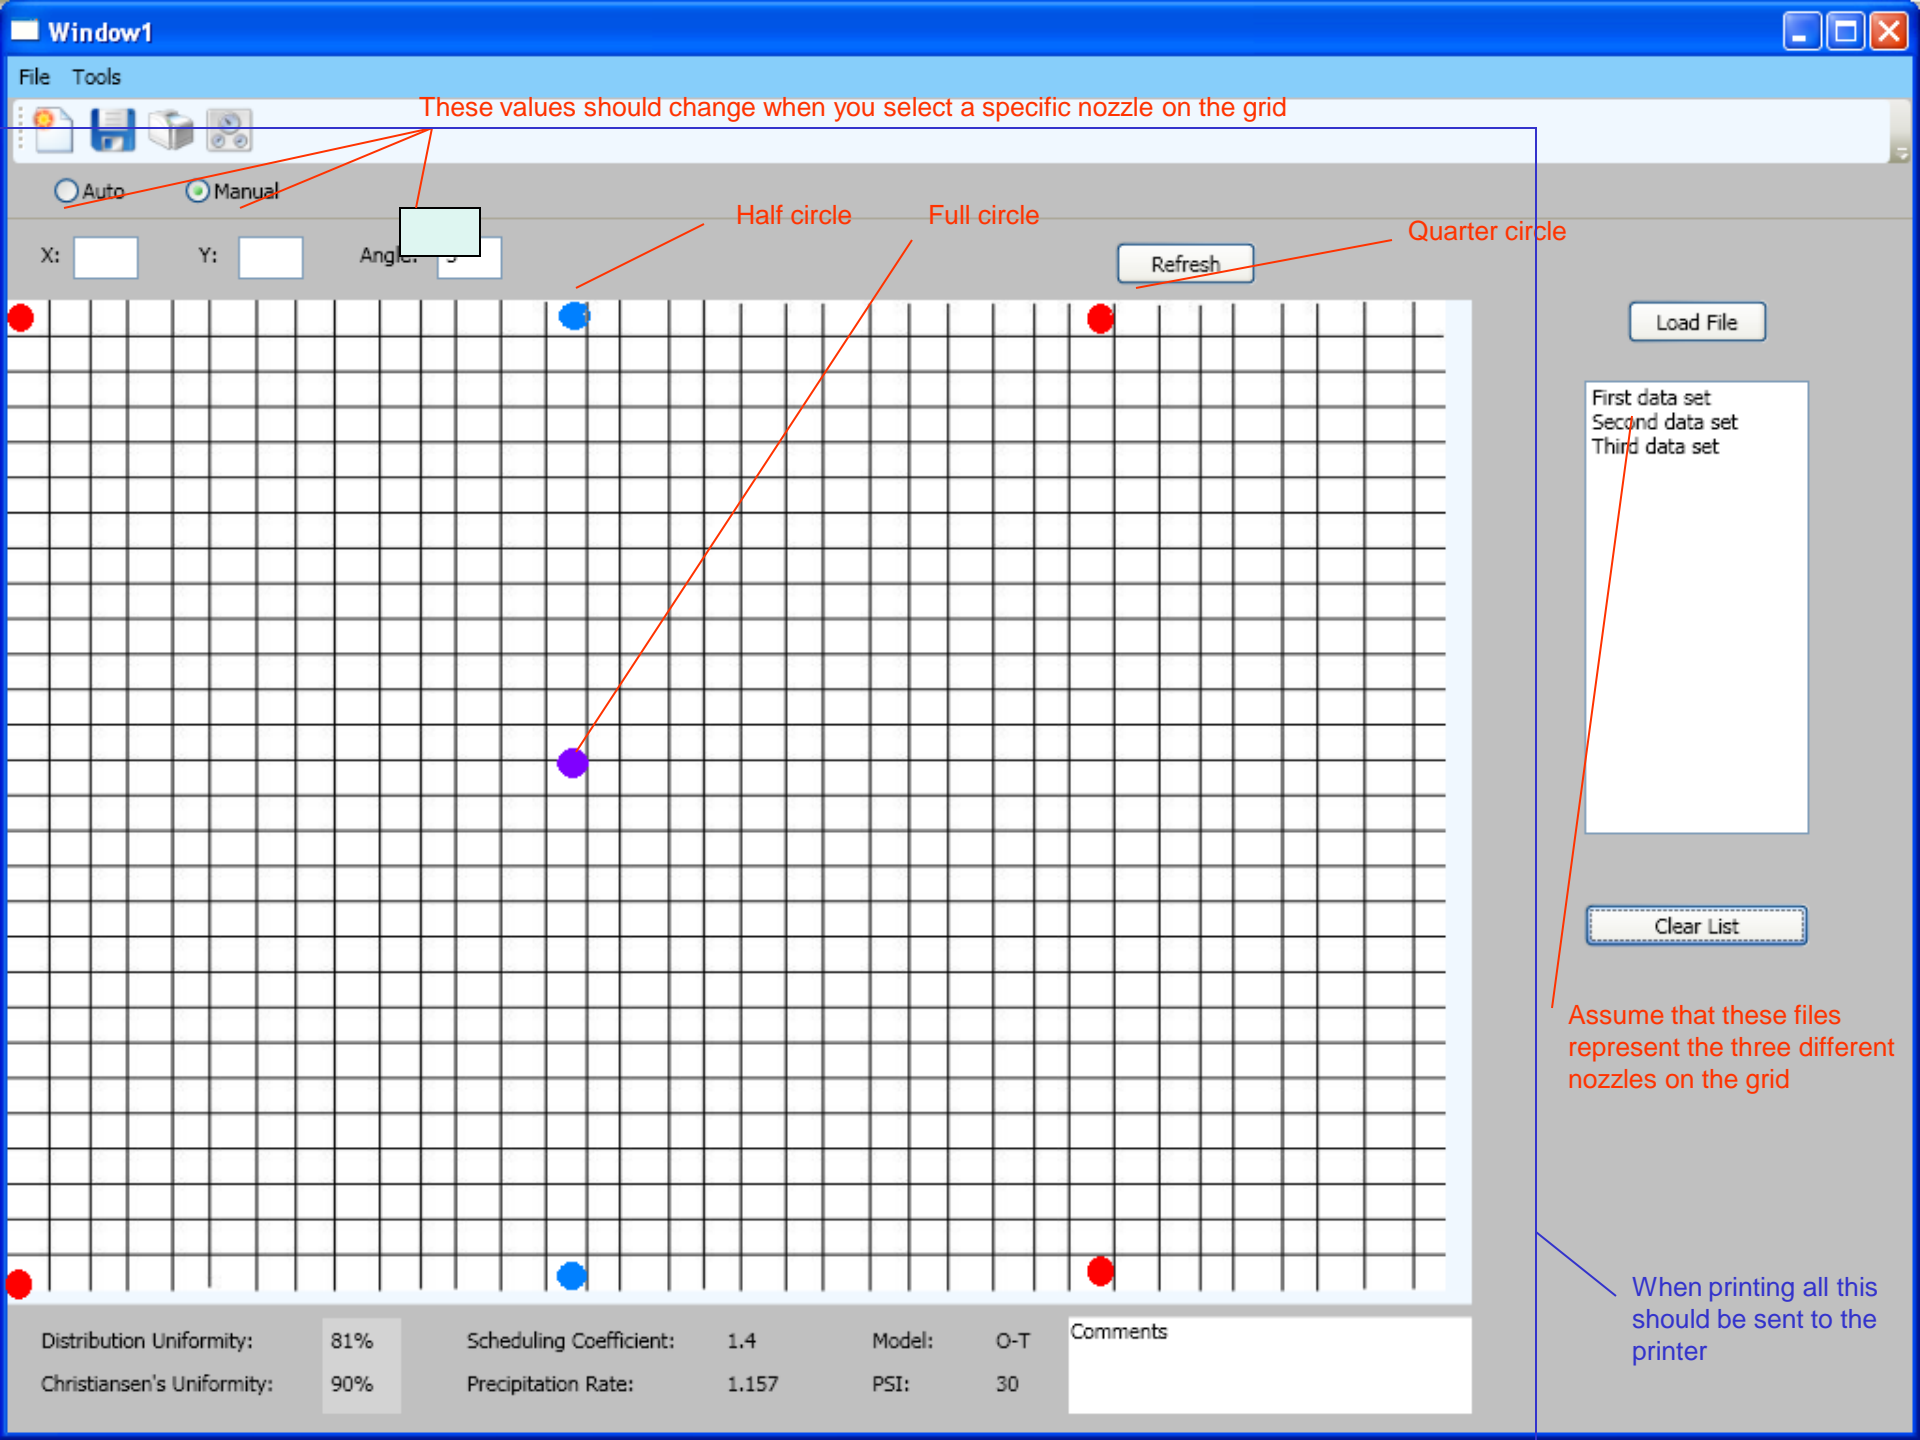 Window1
File Tools
These values should change when you select a specific nozzle on the grid
Auto Manual
Half circle Full circle
Quarter circle
X: Y: Angle:
Refresh
Load File
First data set
Second data set
Third data set
Clear List
Assume that these files
represent the three different
nozzles on the grid
When printing all this
should be sent to the
printer
Distribution Uniformity: 81% Scheduling Coefficient: 1.4 Model: O-T
Comments
Christiansen's Uniformity: 90% Precipitation Rate: 1.157 PSI: 30